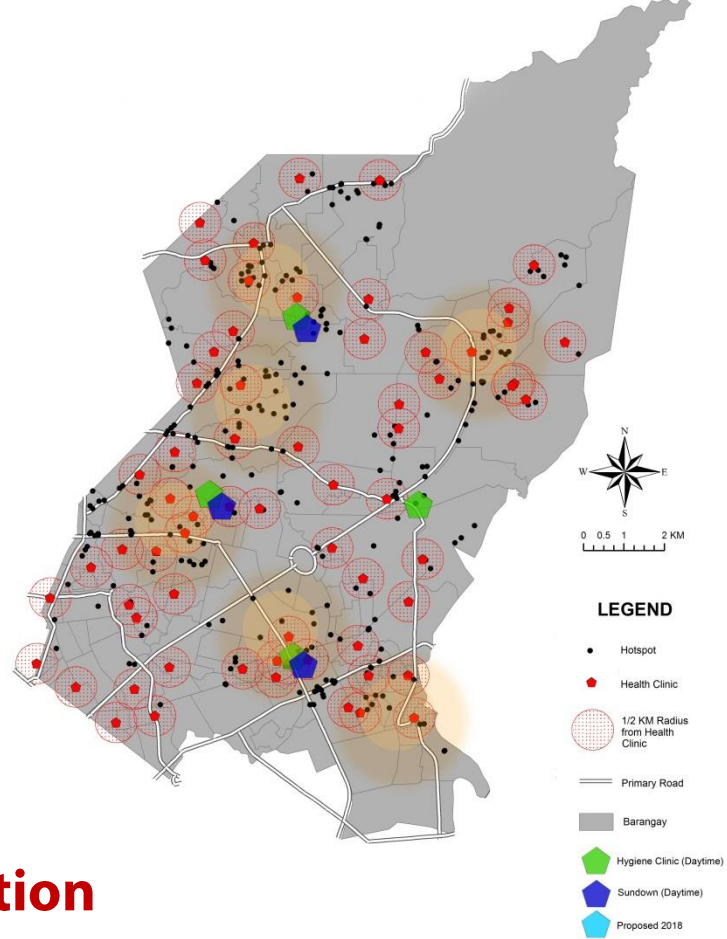 N
W E
S
0 0.5 1 2 KM
LEGEND
Hotspot
Health Clinic
1/2 KM Radius
from Health
Clinic
Primary Road
Barangay
Hygiene Clinic (Daytime)
Sundown (Daytime)
Proposed 2018
tion